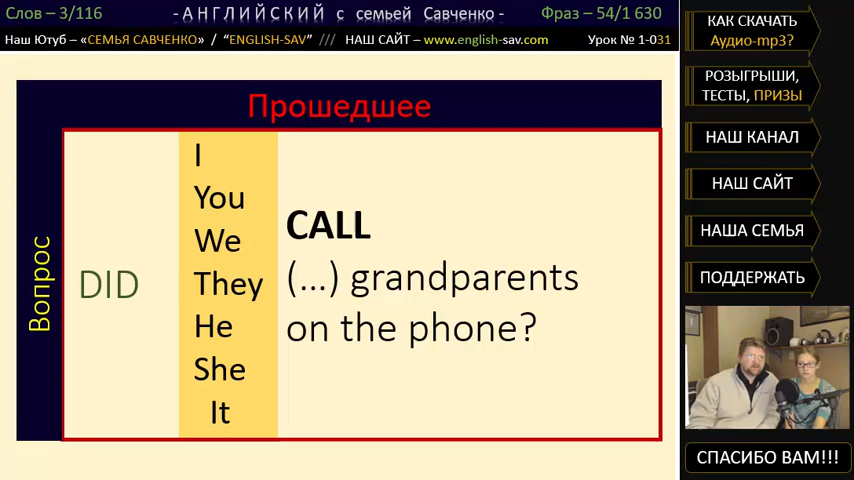 Слов – 3/116
- АНГЛИЙСКИЙ с семьей Савченко -
Фраз – 54/1 630
Наш Ютуб – «СЕМЬЯ САВЧЕНКО» / "ENGLISH-SAV" /// НАШ САЙТ – www.english-sav.com
Урок № 1-031
Прошедшее
Вопрос
DID
I
You
We
They
He
She
It
CALL
(...) grandparents
on the phone?
КАК СКАЧАТЬ
Аудио-mp3?
РОЗЫГРЫШИ,
ТЕСТЫ, ПРИЗЫ
НАШ КАНАЛ
НАШ САЙТ
НАША СЕМЬЯ
ПОДДЕРЖАТЬ
СПАСИБО ВАМ!!!